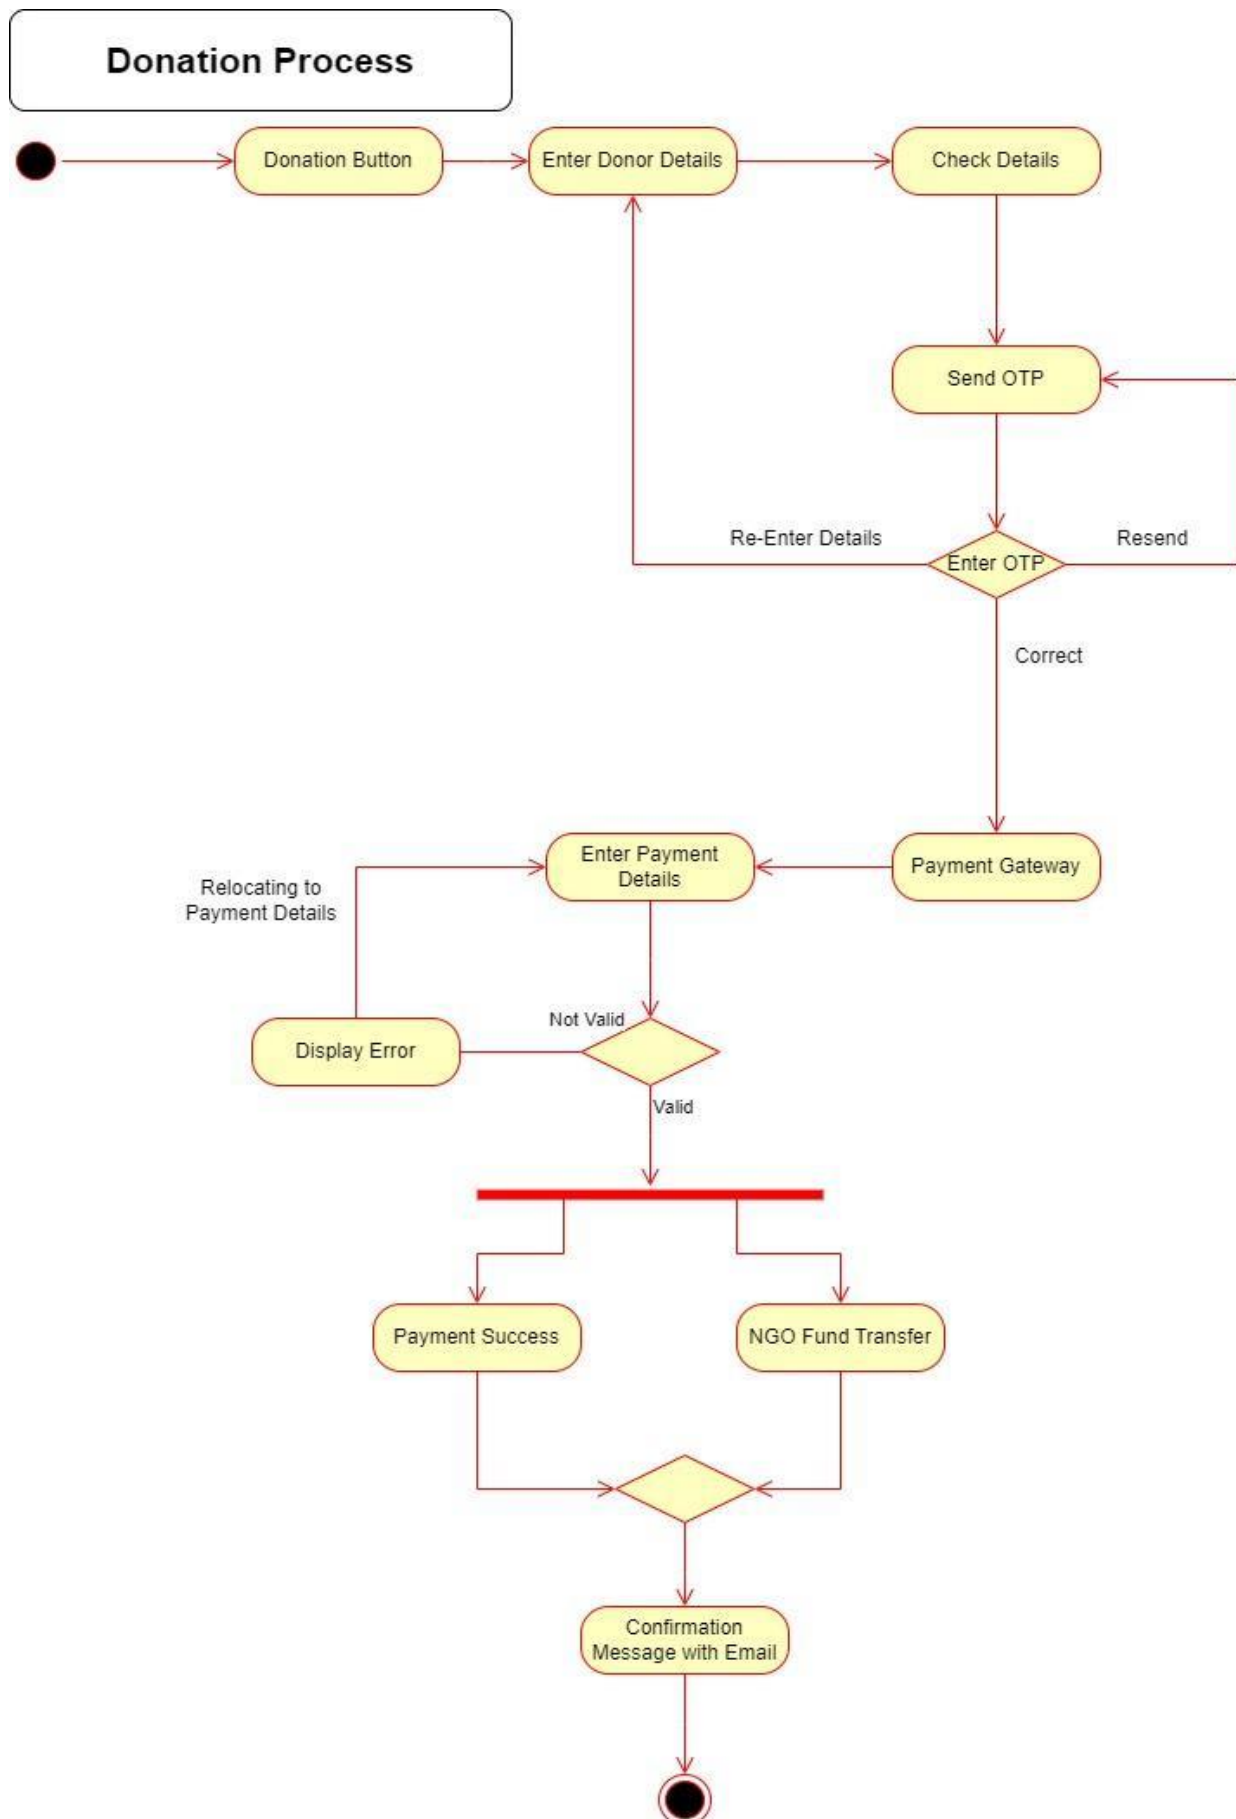 Donation Process
Donation Button
Enter Donor Details
Check Details
Send OTP
Re-Enter Details
Resend
Enter OTP
Correct
Enter Payment
Details
Payment Gateway
Relocating to
Payment Details
Not Valid
Display Error
Valid
Payment Success
NGO Fund Transfer
Confirmation
Message with Email